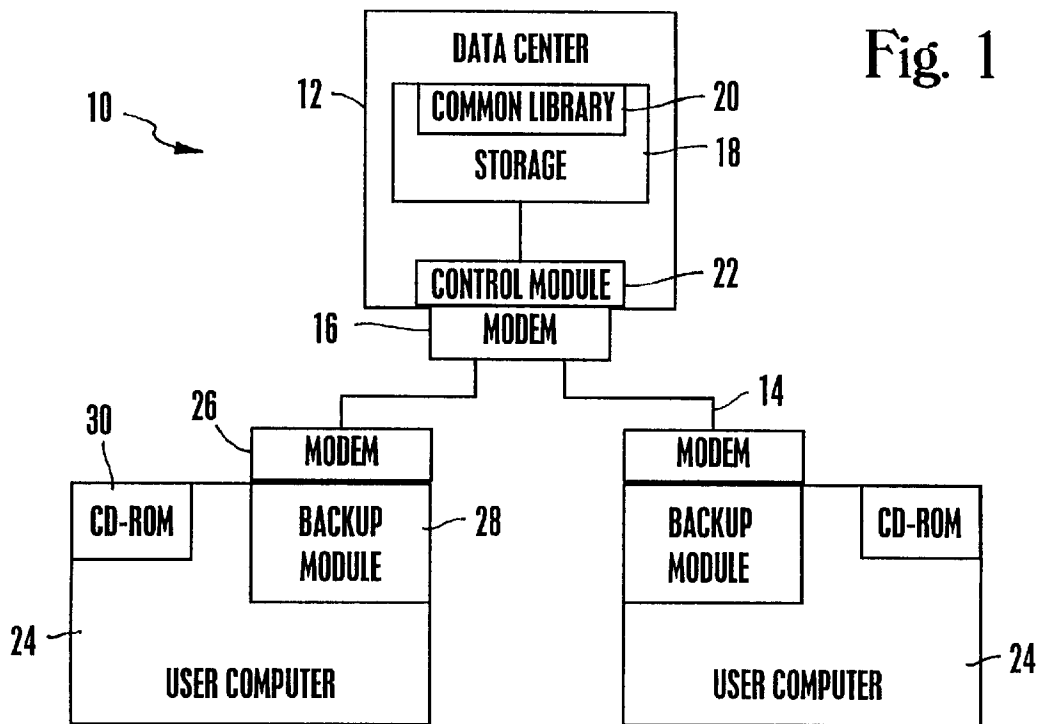 Fig. 1
DATA CENTER
12
10
COMMON LIBRARY
20
STORAGE
18
CONTROL MODULE
22
16
MODEM
14
26
30
MODEM
MODEM
CD-ROM
BACKUP
MODULE
28
BACKUP
MODULE
CD-ROM
24
USER COMPUTER
USER COMPUTER
24